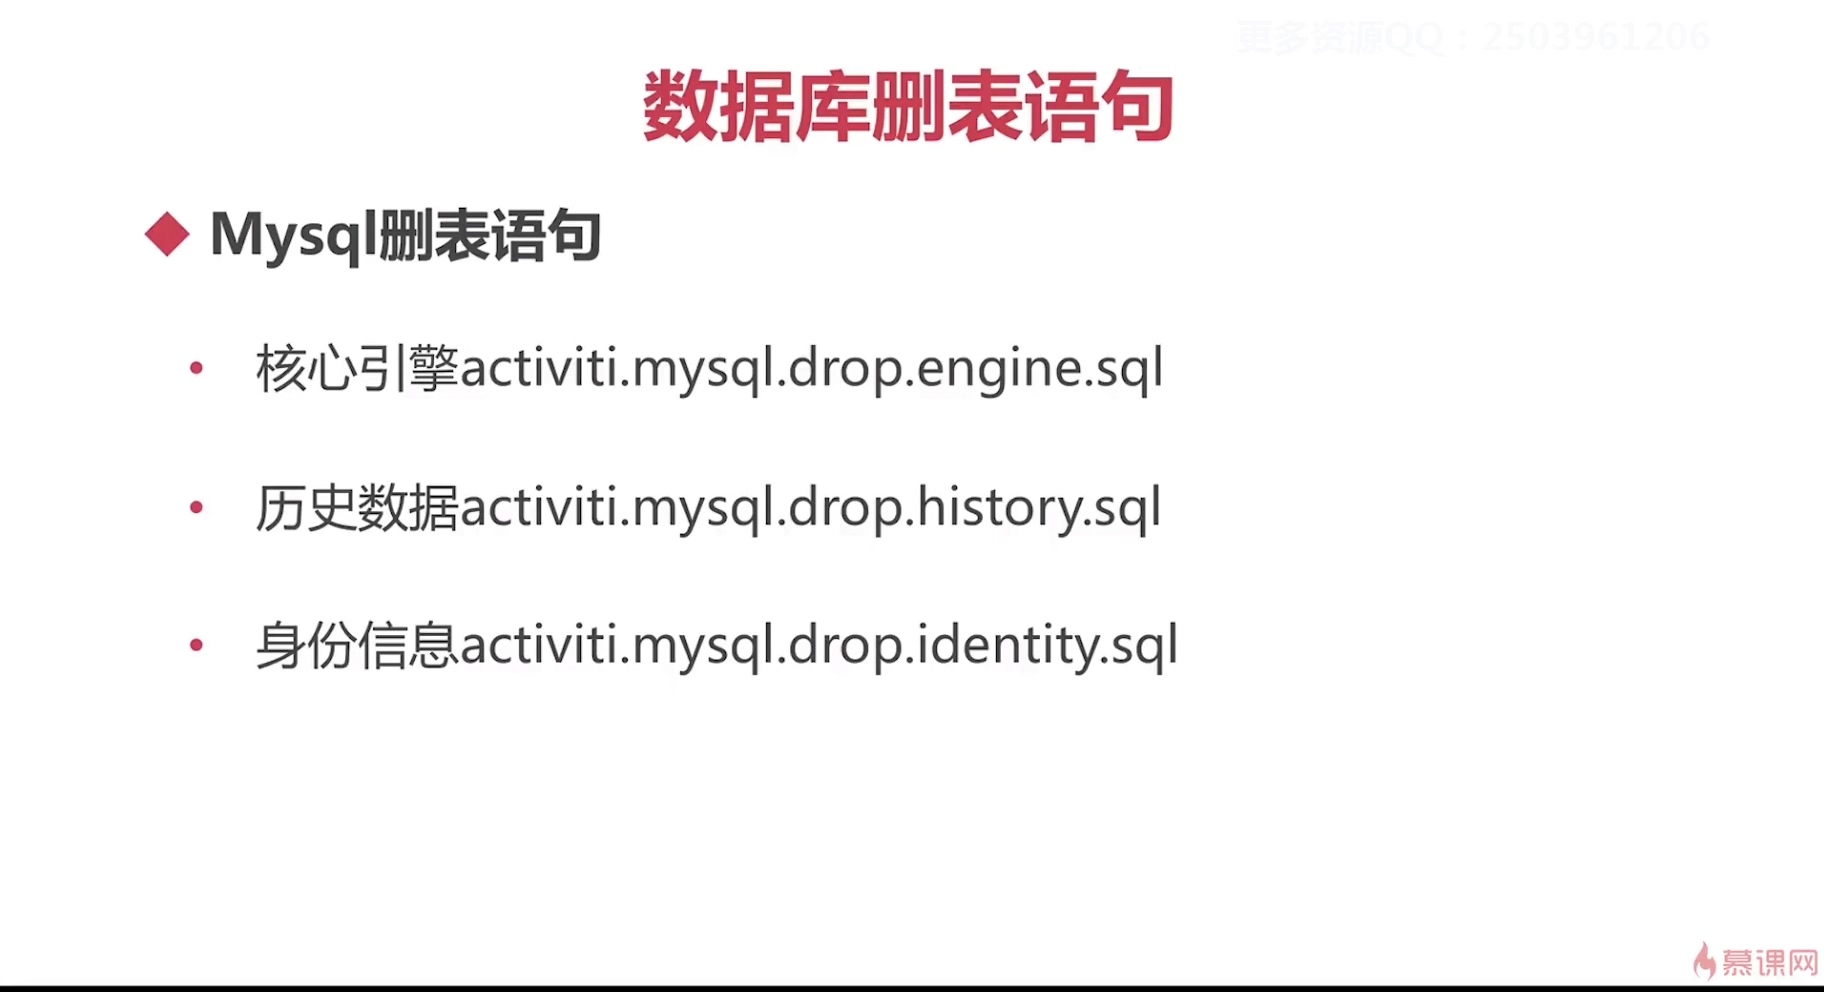 更多资源QQ：2503961206
数据库删表语句
Mysql删表语句
核心引擎activiti.mysql.drop.engine.sql
历史数据activiti.mysql.drop.history.sql
身份信息activiti.mysql.drop.identity.sql
慕课网